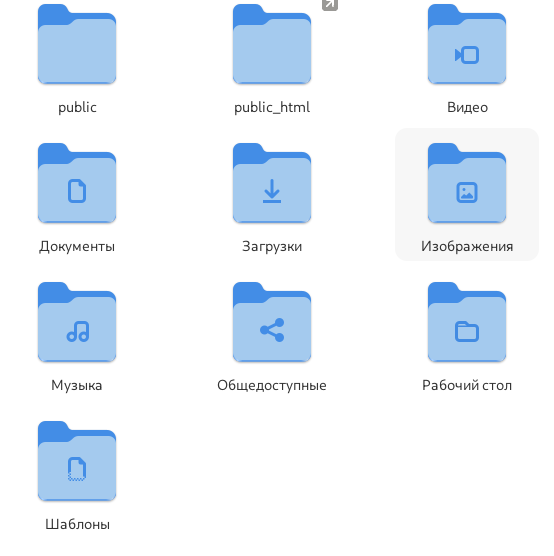 public
public_html
Видео
Документы
Загрузки
Изображения
Музыка
Общедоступные
Рабочий стол
Шаблоны